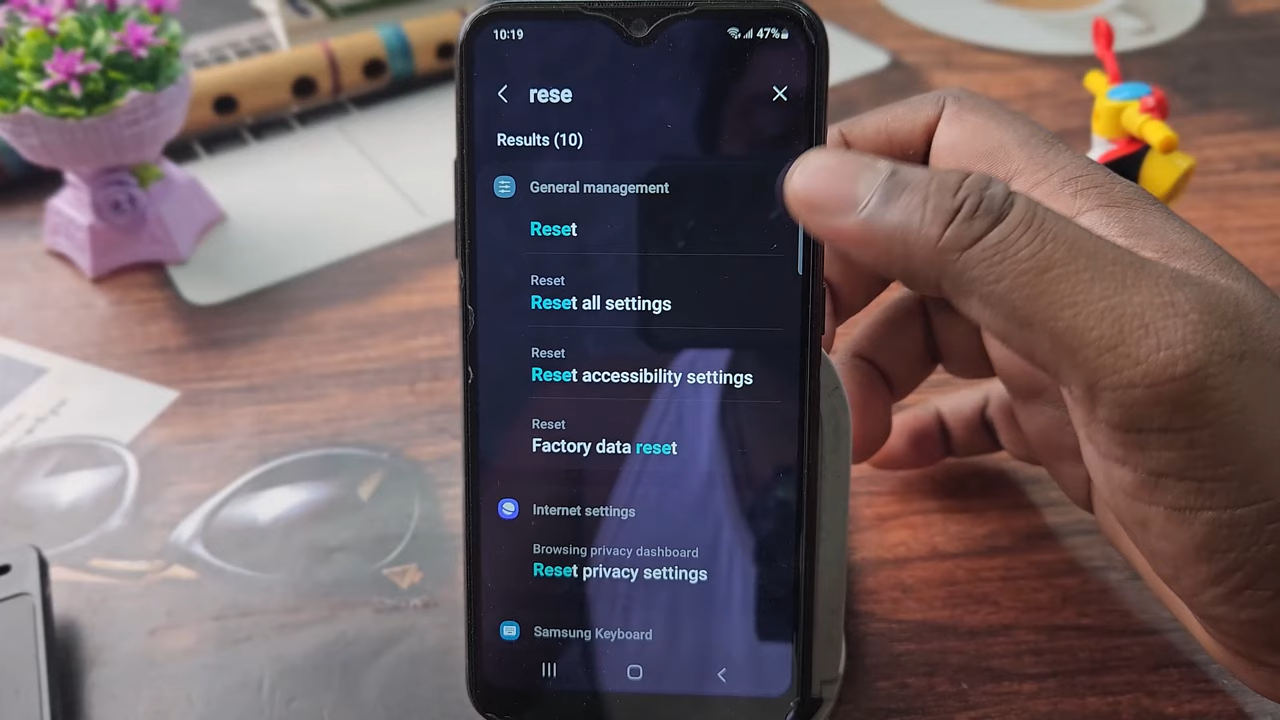 10:19
47%
rese
Results (10)
General management
Reset
Reset
Reset all settings
Reset
Reset accessibility settings
Reset
Factory data reset
Internet settings
Browsing privacy dashboard
Reset privacy settings
Samsung Keyboard